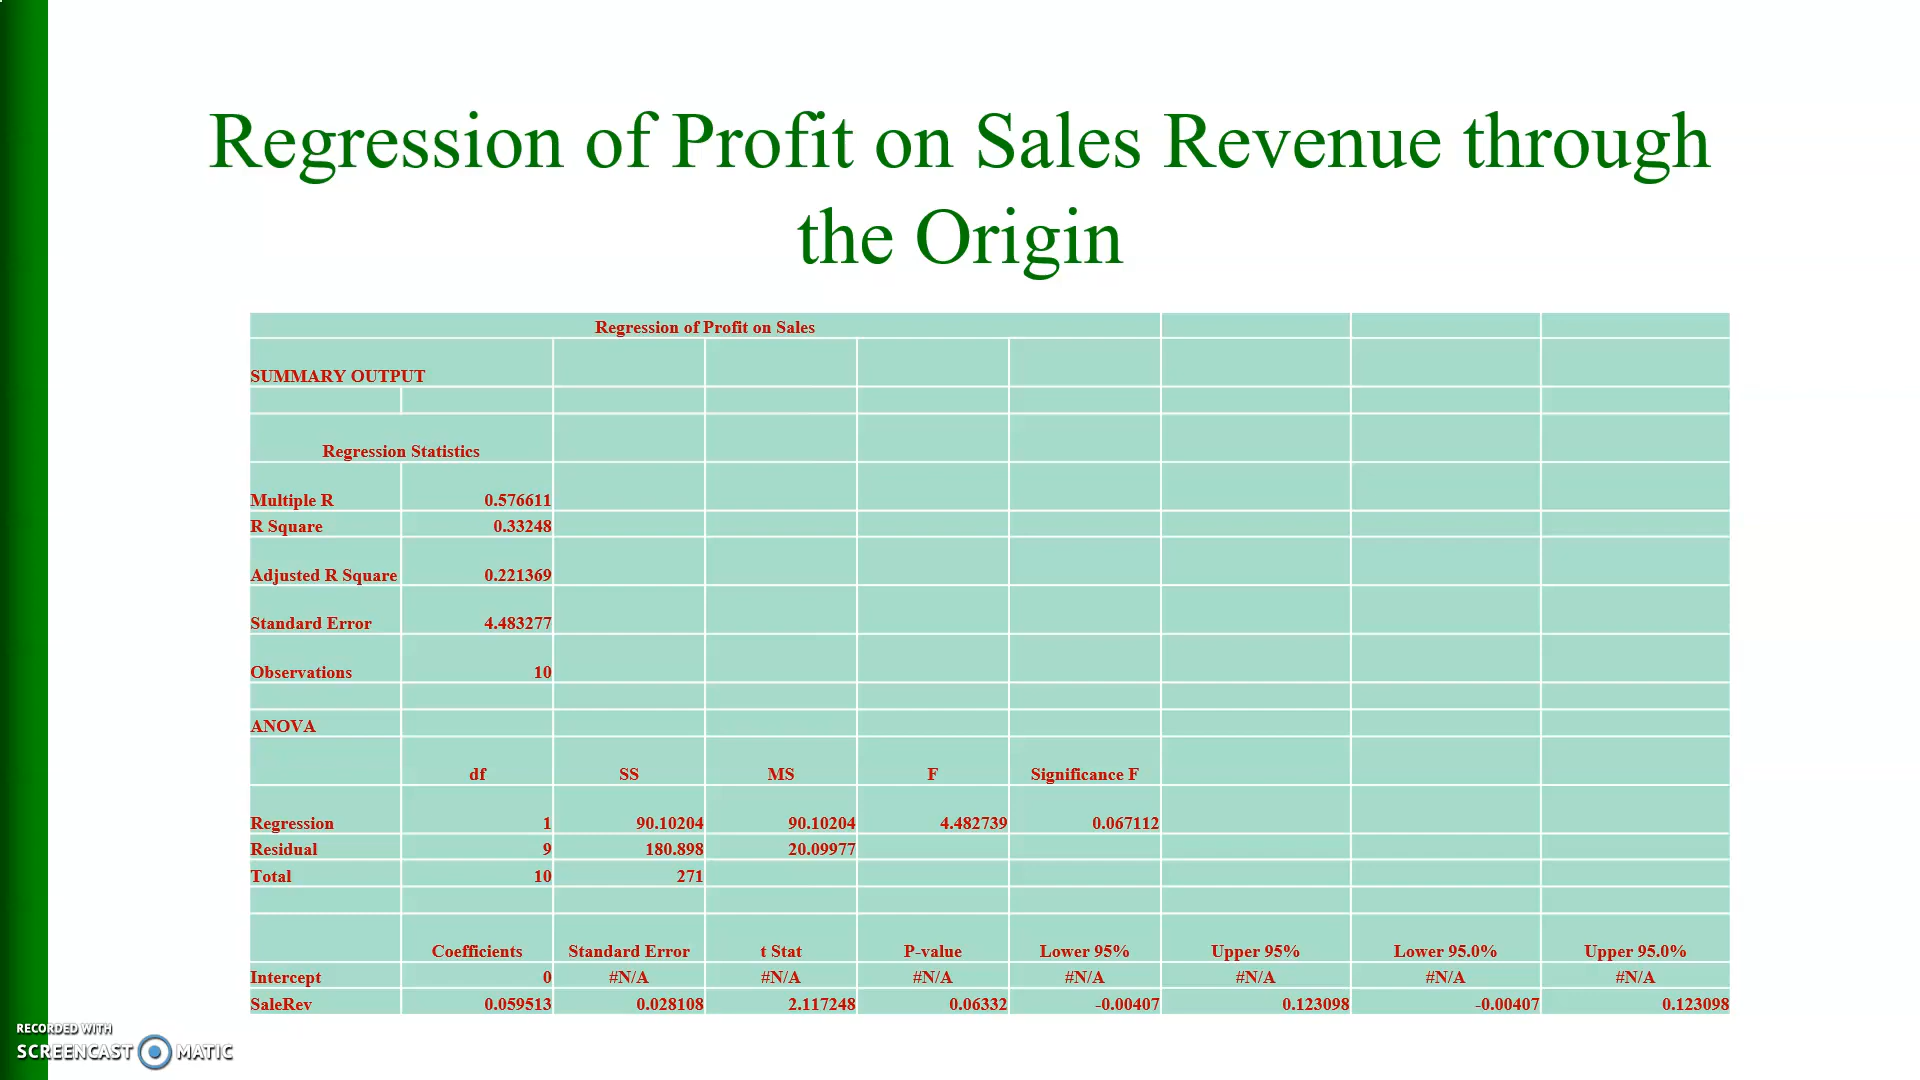 Regression of Profit on Sales Revenue through
the Origin
Regression of Profit on Sales
SUMMARY OUTPUT
Regression Statistics
Multiple R 0.576611
R Square 0.33248
Adjusted R Square 0.221369
Standard Error 4.483277
Observations 10
ANOVA
df SS MS F Significance F
Regression 1 90.10204 90.10204 4.482739 0.067112
Residual 9 180.898 20.09977
Total 10 271
Coefficients Standard Error t Stat P-value Lower 95% Upper 95% Lower 95.0% Upper 95.0%
Intercept 0 #N/A #N/A #N/A #N/A #N/A #N/A #N/A
SaleRev 0.059513 0.028108 2.117248 0.06332 -0.00407 0.123098 -0.00407 0.123098
RECORDED WITH
SCREENCAST MATIC